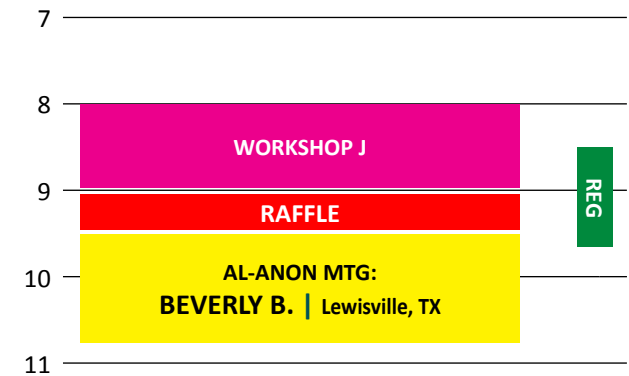 7
8
WORKSHOP J
REG
9
RAFFLE
AL-ANON MTG:
10
BEVERLY B. | Lewisville, TX
11